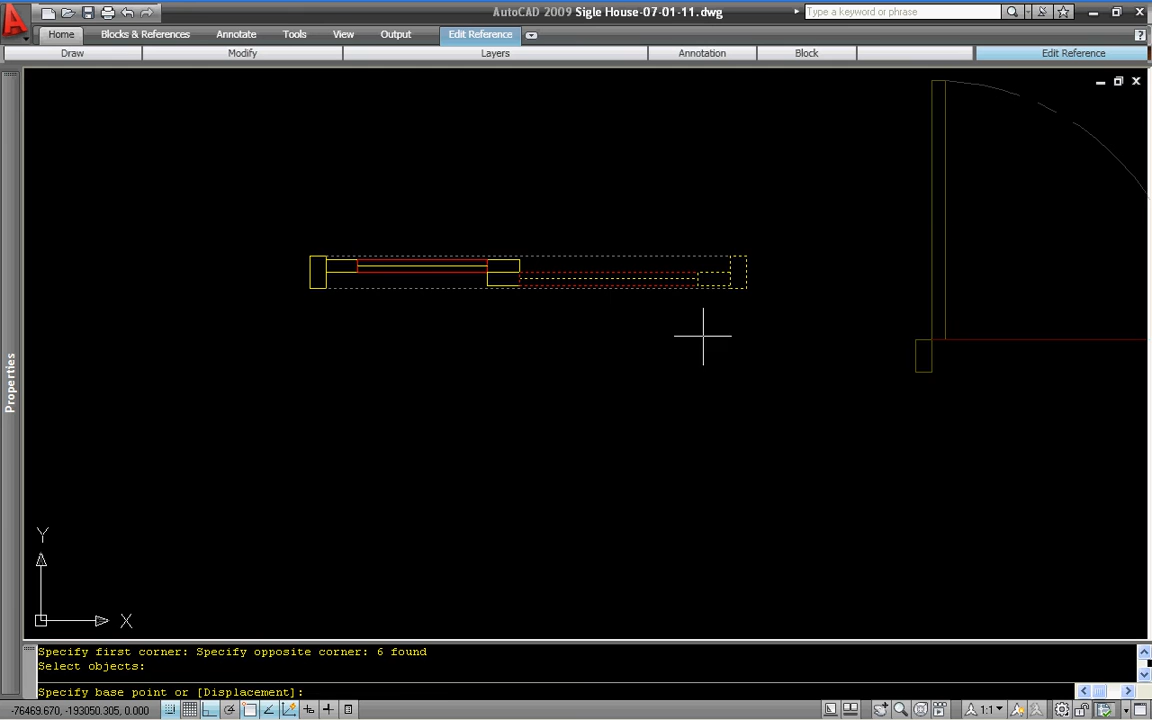 AutoCAD 2009 Sigle House-07-01-11.dwg
Type a keyword or phrase
Home Blocks & References Annotate Tools View Output Edit Reference
Draw Modify Layers Annotation Block Edit Reference
Properties
Y
X
Specify first corner: Specify opposite corner: 6 found
Select objects:
Specify base point or [Displacement]:
-76469.670, -193050.305, 0.000
1:1